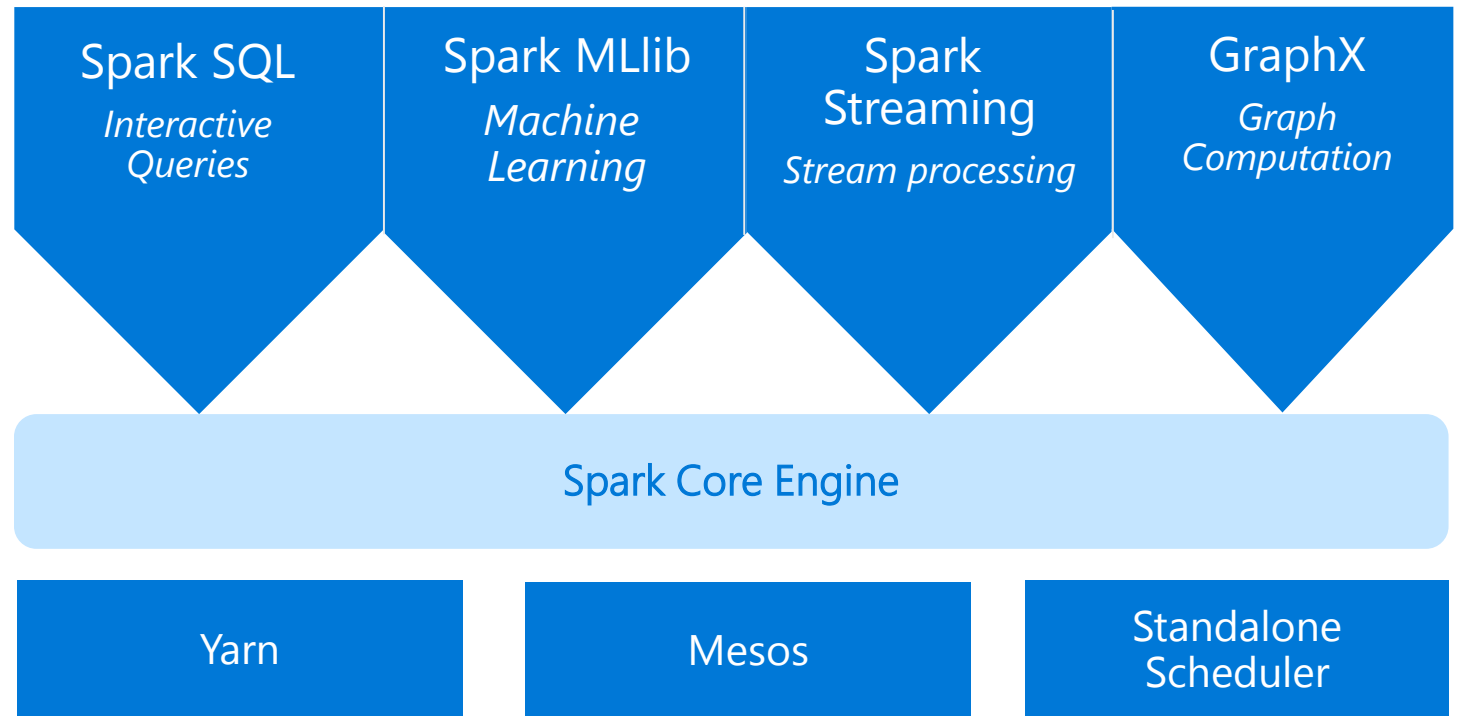 Spark SQL
Interactive
Queries
Spark MLlib
Machine
Learning
Spark
Streaming
Stream processing
GraphX
Graph
Computation
Spark Core Engine
Yarn
Mesos
Standalone
Scheduler